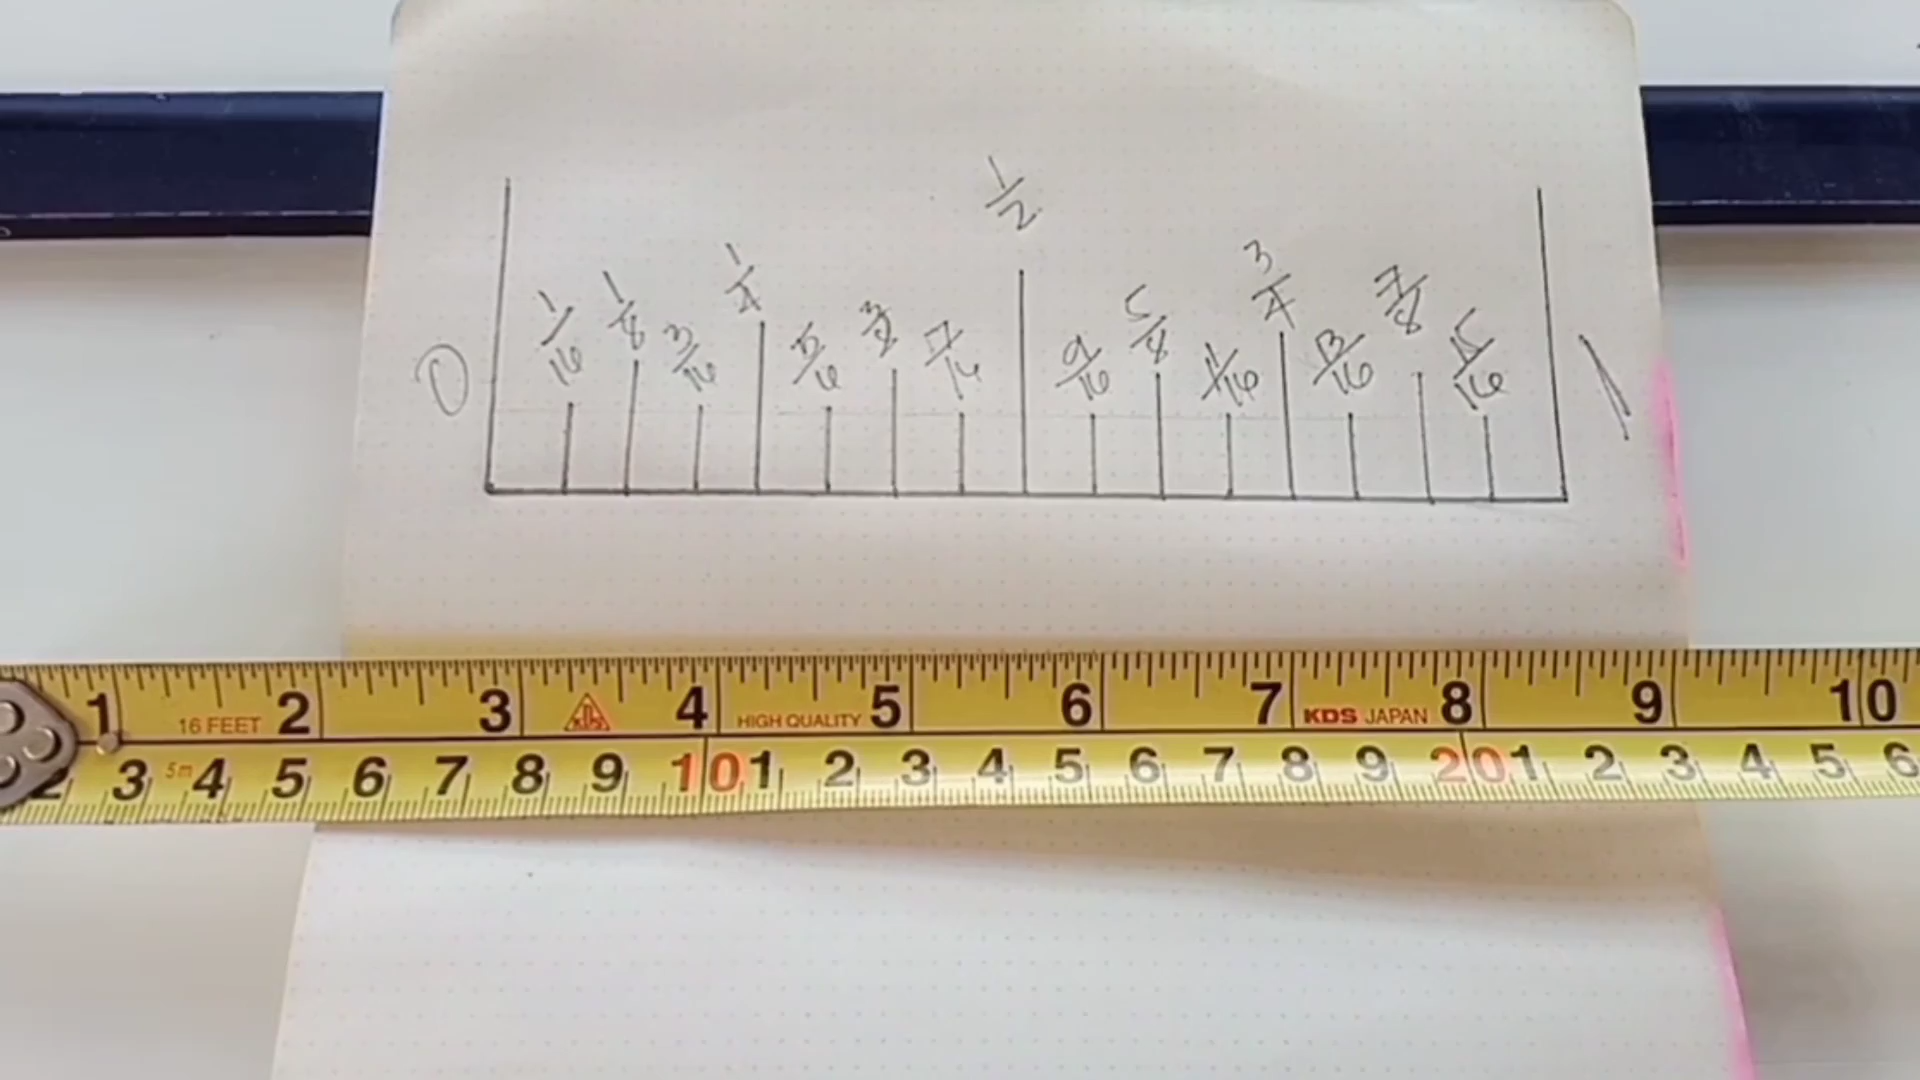 0 1/16 1/8 3/16 1/4 5/16 3/8 7/16 1/2 9/16 5/8 11/16 3/4 13/16 7/8 15/16 1
1 16 FEET 2 3 KDS 4 HIGH QUALITY 5 6 7 KDS JAPAN 8 9 10
2 3 5m 4 5 6 7 8 9 10 1 2 3 4 5 6 7 8 9 20 1 2 3 4 5 6